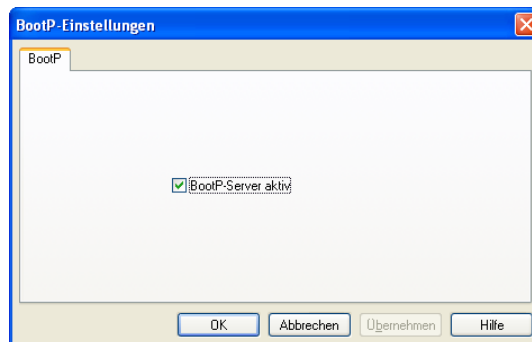 BootP-Einstellungen
BootP
BootP-Server aktiv
OK Abbrechen Übernehmen Hilfe